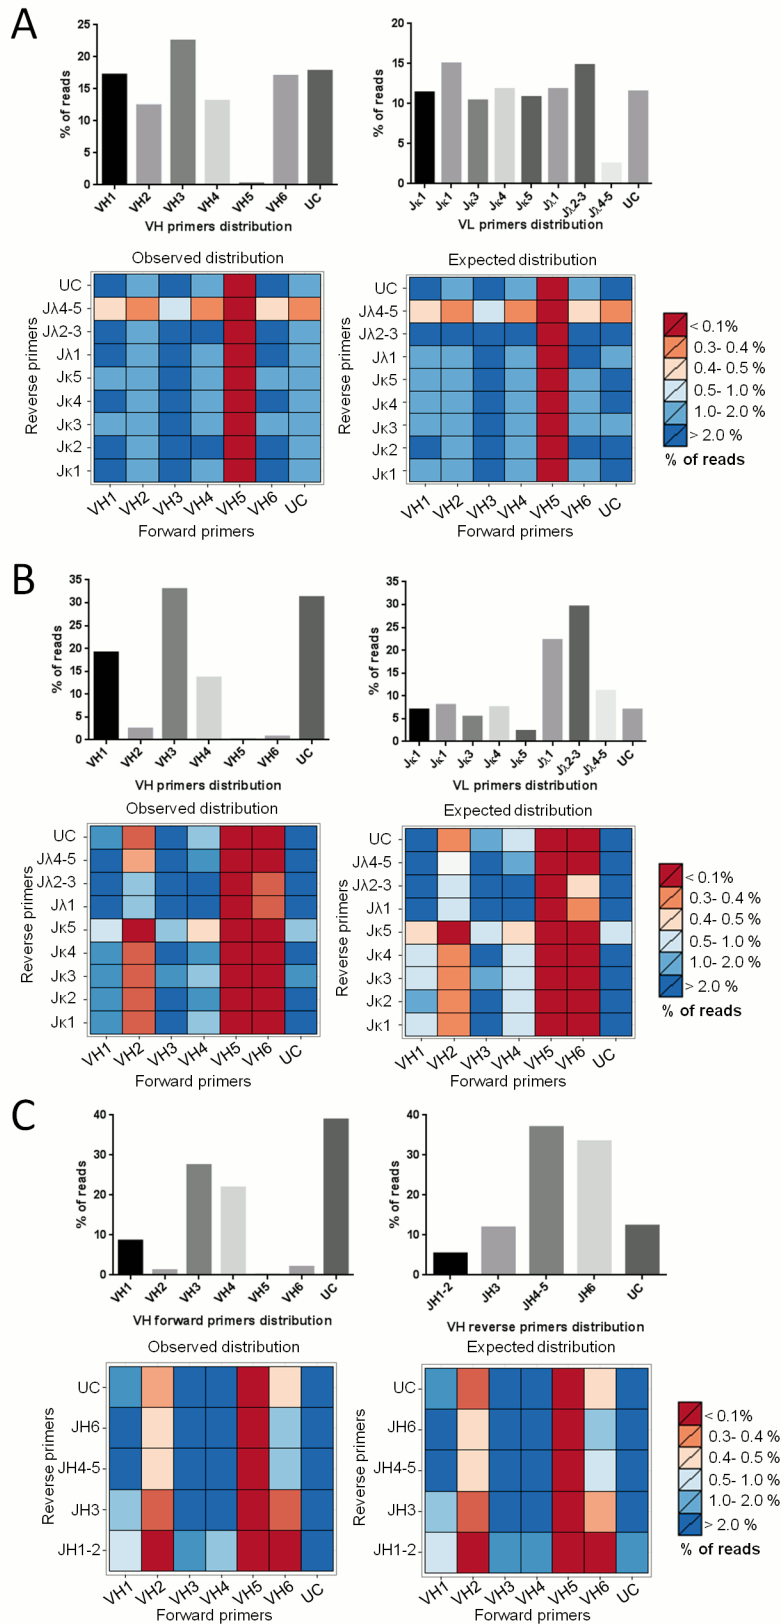 A
25
20
15
10
5
0
% of reads
VH1
VH2
VH3
VH4
VH5
VH6
UC
VH primers distribution
20
15
10
5
0
% of reads
Jκ1
Jκ1
Jκ3
Jκ4
Jκ5
Jλ1
Jλ2-3
Jλ4-5
UC
VL primers distribution
Observed distribution
Reverse primers
UC
Jλ4-5
Jλ2-3
Jλ1
Jκ5
Jκ4
Jκ3
Jκ2
Jκ1
VH1
VH2
VH3
VH4
VH5
VH6
UC
Forward primers
Expected distribution
Reverse primers
UC
Jλ4-5
Jλ2-3
Jλ1
Jκ5
Jκ4
Jκ3
Jκ2
Jκ1
VH1
VH2
VH3
VH4
VH5
VH6
UC
Forward primers
< 0.1%
0.3- 0.4 %
0.4- 0.5 %
0.5- 1.0 %
1.0- 2.0 %
> 2.0 %
% of reads
B
35
30
25
20
15
10
5
0
% of reads
VH1
VH2
VH3
VH4
VH5
VH6
UC
VH primers distribution
35
30
25
20
15
10
5
0
% of reads
Jκ1
Jκ1
Jκ3
Jκ4
Jκ5
Jλ1
Jλ2-3
Jλ4-5
UC
VL primers distribution
Observed distribution
Reverse primers
UC
Jλ4-5
Jλ2-3
Jλ1
Jκ5
Jκ4
Jκ3
Jκ2
Jκ1
VH1
VH2
VH3
VH4
VH5
VH6
UC
Forward primers
Expected distribution
Reverse primers
UC
Jλ4-5
Jλ2-3
Jλ1
Jκ5
Jκ4
Jκ3
Jκ2
Jκ1
VH1
VH2
VH3
VH4
VH5
VH6
UC
Forward primers
< 0.1%
0.3- 0.4 %
0.4- 0.5 %
0.5- 1.0 %
1.0- 2.0 %
> 2.0 %
% of reads
C
40
30
20
10
0
% of reads
VH1
VH2
VH3
VH4
VH5
VH6
UC
VH forward primers distribution
40
30
20
10
0
% of reads
JH1-2
JH3
JH4-5
JH6
UC
VH reverse primers distribution
Observed distribution
Reverse primers
UC
JH6
JH4-5
JH3
JH1-2
VH1
VH2
VH3
VH4
VH5
VH6
UC
Forward primers
Expected distribution
Reverse primers
UC
JH6
JH4-5
JH3
JH1-2
VH1
VH2
VH3
VH4
VH5
VH6
UC
Forward primers
< 0.1%
0.3- 0.4 %
0.4- 0.5 %
0.5- 1.0 %
1.0- 2.0 %
> 2.0 %
% of reads